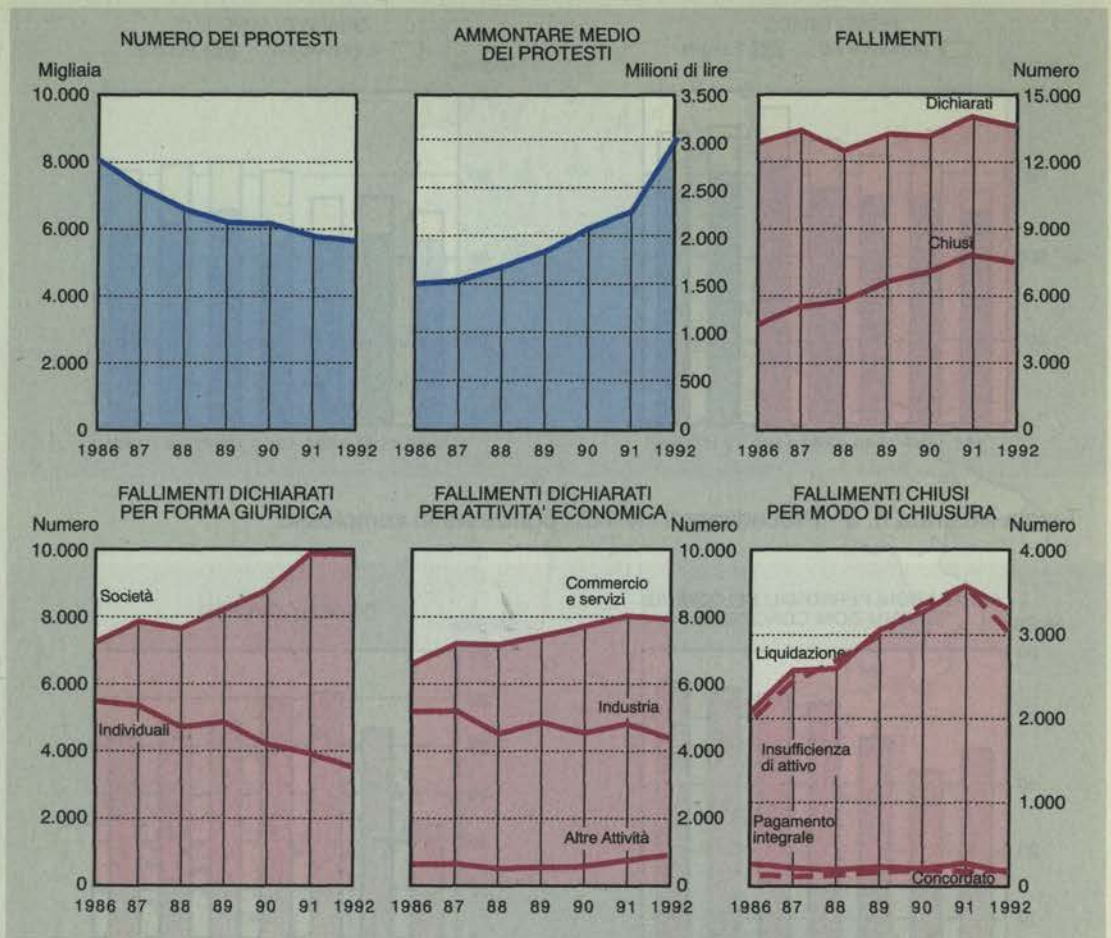 NUMERO DEI PROTESTI
Migliaia
10.000
8.000
6.000
4.000
2.000
0
1986 87 88 89 90 91 1992
AMMONTARE MEDIO
DEI PROTESTI
Milioni di lire
3.500
3.000
2.500
2.000
1.500
1.000
500
0
1986 87 88 89 90 91 1992
FALLIMENTI
Numero
15.000
12.000
9.000
6.000
3.000
0
Dichiarati
Chiusi
1986 87 88 89 90 91 1992
FALLIMENTI DICHIARATI
PER FORMA GIURIDICA
Numero
10.000
8.000
6.000
4.000
2.000
0
Società
Individuali
1986 87 88 89 90 91 1992
FALLIMENTI DICHIARATI
PER ATTIVITA' ECONOMICA
Numero
10.000
8.000
6.000
4.000
2.000
0
Commercio
e servizi
Industria
Altre Attività
1986 87 88 89 90 91 1992
FALLIMENTI CHIUSI
PER MODO DI CHIUSURA
Numero
4.000
3.000
2.000
1.000
0
Liquidazione
Insufficienza
di attivo
Pagamento
integrale
Concordato
1986 87 88 89 90 91 1992